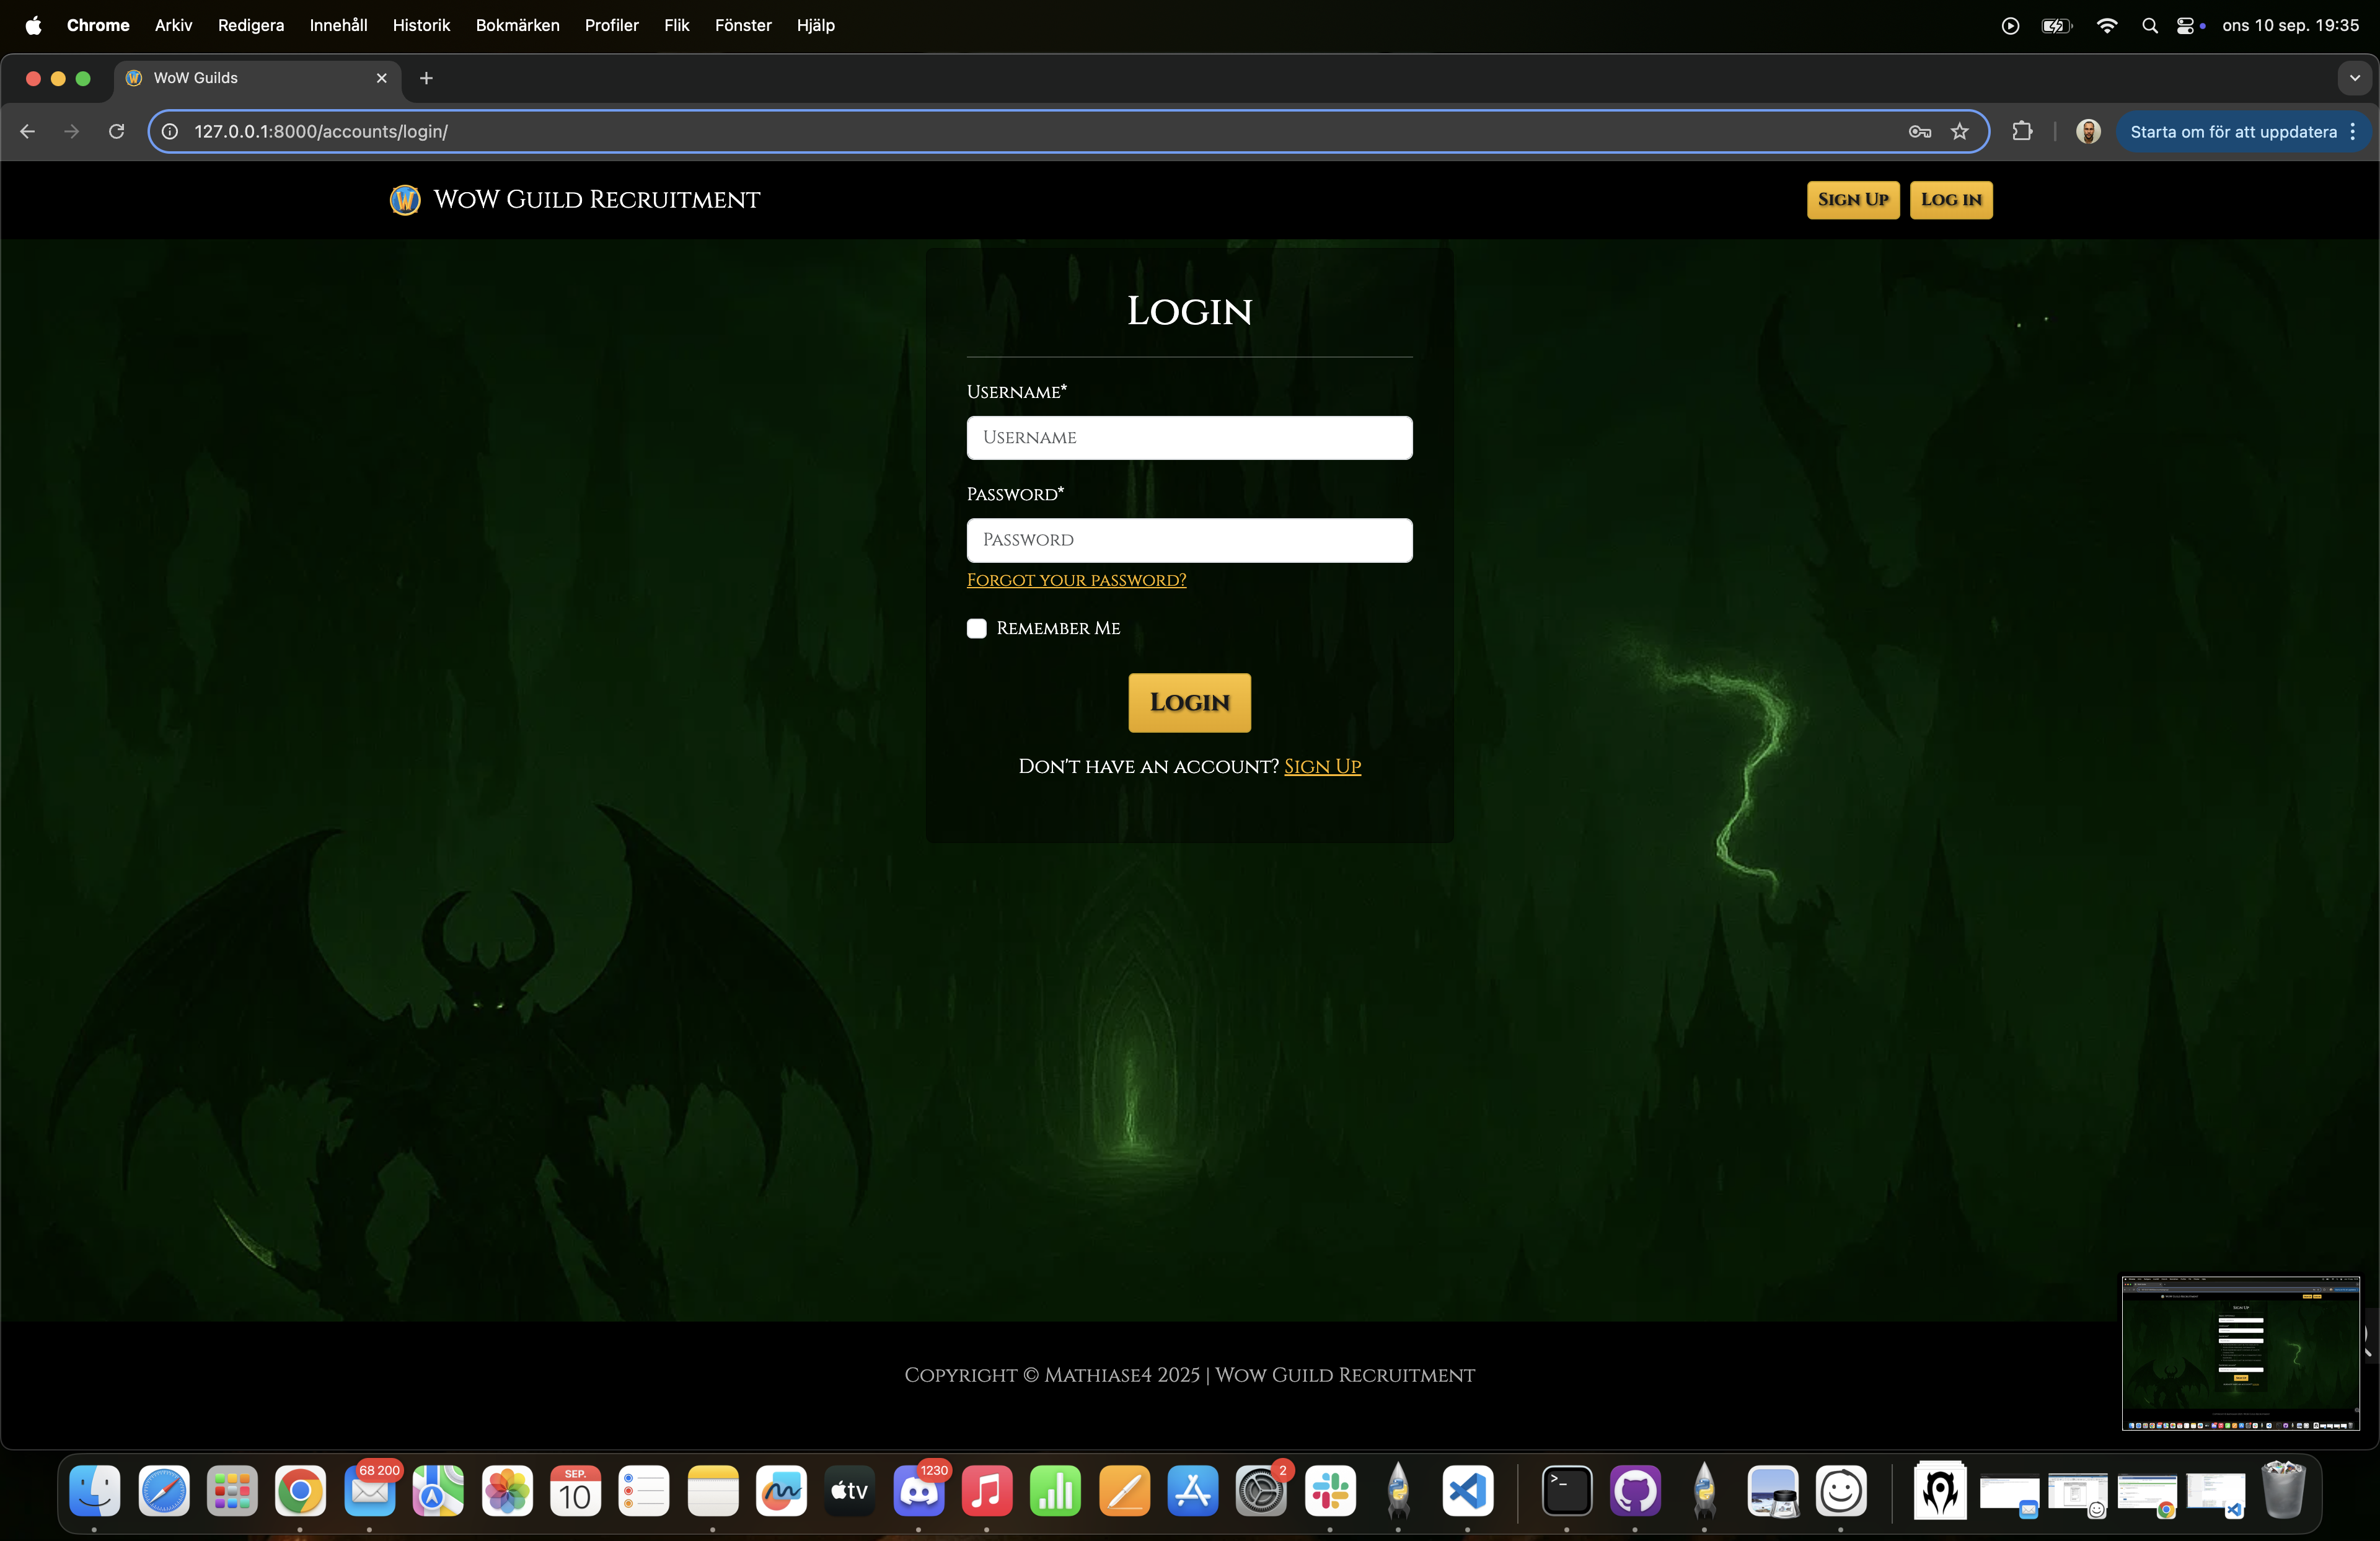 Chrome Arkiv Redigera Innehåll Historik Bokmärken Profiler Flik Fönster Hjälp ons 10 sep. 19:35
WoW Guilds
127.0.0.1:8000/accounts/login/ Starta om för att uppdatera
W WoW Guild Recruitment Sign Up Log in
Login
Username*
Username
Password*
Password
Forgot your password?
Remember Me
Login
Don't have an account? Sign Up
Copyright © Mathiase4 2025 | Wow Guild Recruitment
Sign Up
68 200 SEP. 10 tv 1230 2 >_